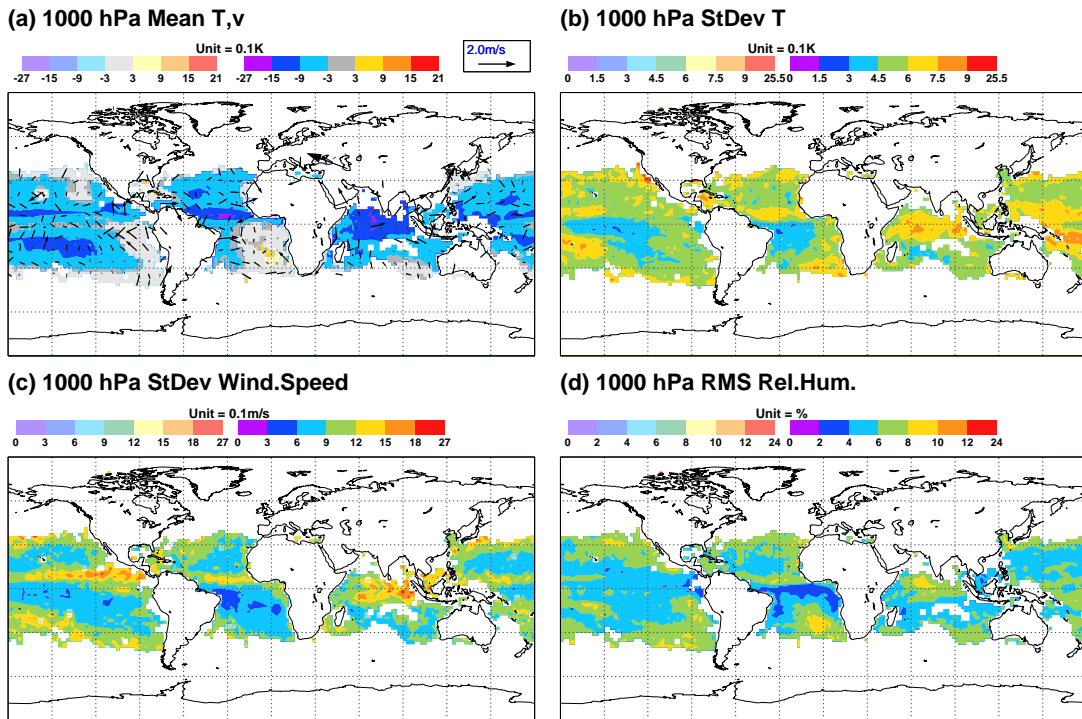 (a) 1000 hPa Mean T,v
(b) 1000 hPa StDev T
Unit = 0.1K
2.0m/s
-27 -15 -9 -3 3 9 15 21
-27 -15 -9 -3 3 9 15 21
Unit = 0.1K
0 1.5 3 4.5 6 7.5 9 25.5
0 1.5 3 4.5 6 7.5 9 25.5
(c) 1000 hPa StDev Wind.Speed
(d) 1000 hPa RMS Rel.Hum.
Unit = 0.1m/s
0 3 6 9 12 15 18 27
0 3 6 9 12 15 18 27
Unit = %
0 2 4 6 8 10 12 24
0 2 4 6 8 10 12 24